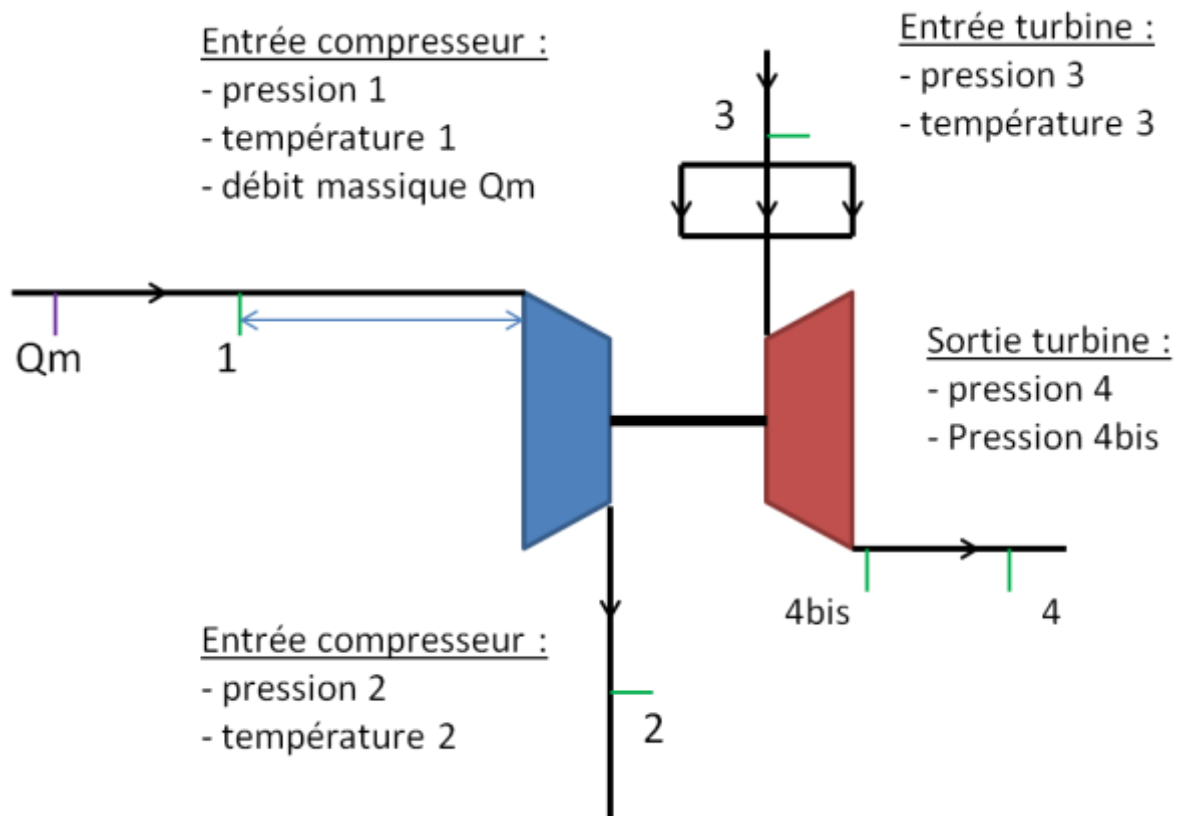 Entrée compresseur :
- pression 1
- température 1
- débit massique Qm
Entrée turbine :
- pression 3
- température 3
3
Qm
1
Sortie turbine :
- pression 4
- Pression 4bis
4bis
4
Entrée compresseur :
- pression 2
- température 2
2